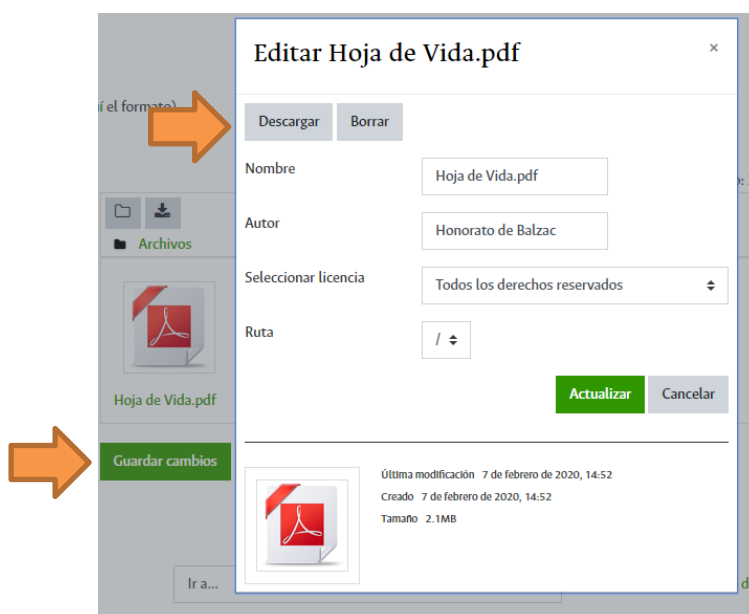 Editar Hoja de Vida.pdf
×
í el formato)
Descargar Borrar
Nombre Hoja de Vida.pdf
Autor Honorato de Balzac
Archivos
Seleccionar licencia Todos los derechos reservados
Ruta /
Hoja de Vida.pdf
Actualizar Cancelar
Guardar cambios
Última modificación 7 de febrero de 2020, 14:52
Creado 7 de febrero de 2020, 14:52
Tamaño 2.1MB
Ir a...